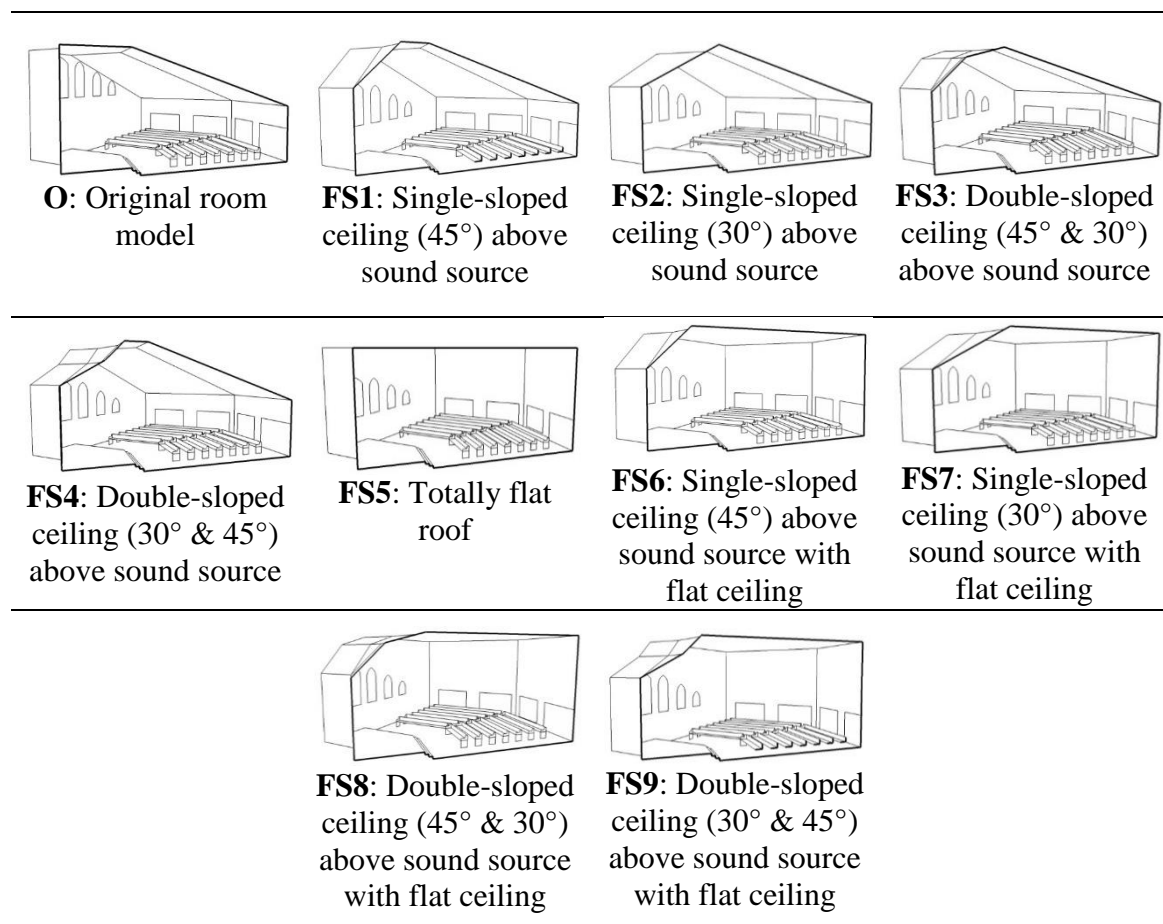 O: Original room
model
FS1: Single-sloped
ceiling (45°) above
sound source
FS2: Single-sloped
ceiling (30°) above
sound source
FS3: Double-sloped
ceiling (45° & 30°)
above sound source
FS4: Double-sloped
ceiling (30° & 45°)
above sound source
FS5: Totally flat
roof
FS6: Single-sloped
ceiling (45°) above
sound source with
flat ceiling
FS7: Single-sloped
ceiling (30°) above
sound source with
flat ceiling
FS8: Double-sloped
ceiling (45° & 30°)
above sound source
with flat ceiling
FS9: Double-sloped
ceiling (30° & 45°)
above sound source
with flat ceiling